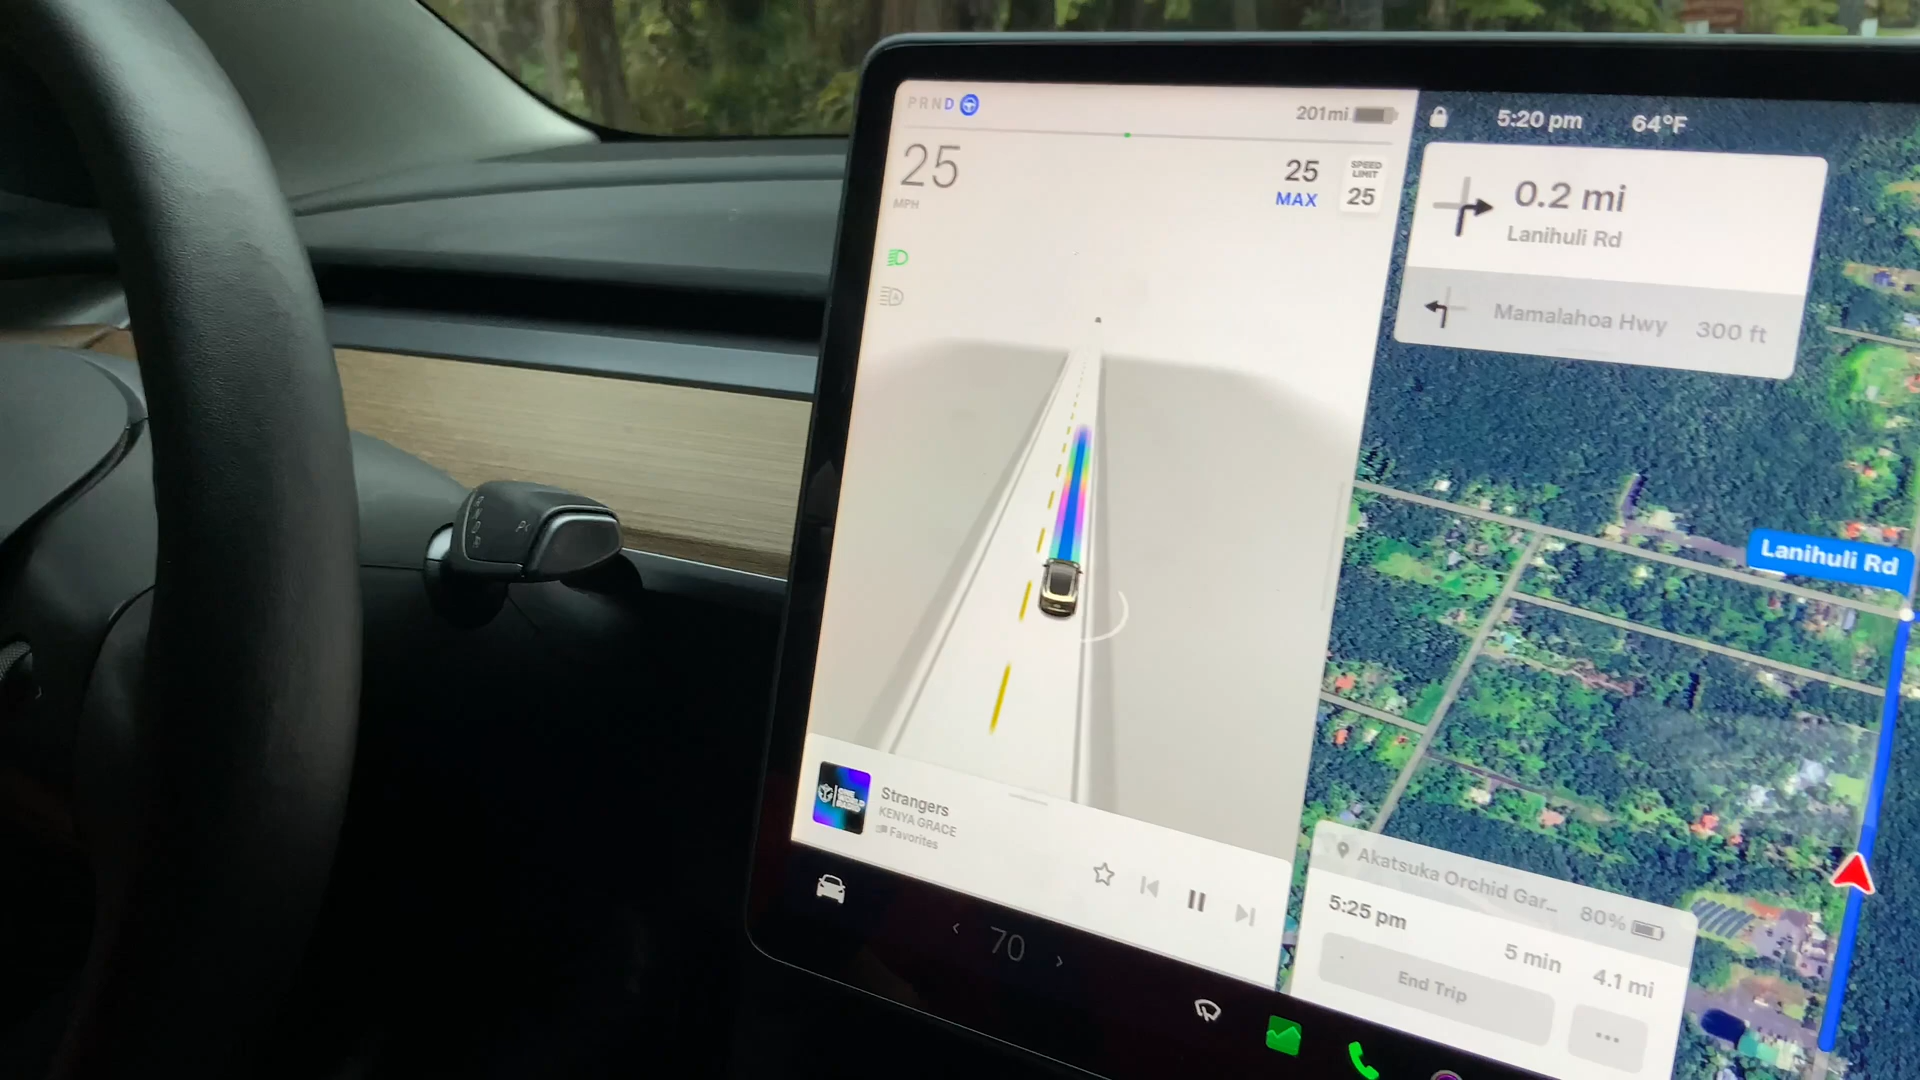 PRND
201mi
25
MPH
25
MAX
SPEED
LIMIT
25
5:20 pm
64°F
0.2 mi
Lanihuli Rd
Mamalahoa Hwy
300 ft
Lanihuli Rd
Strangers
KENYA GRACE
Favorites
70
Akatsuka Orchid Gar...
80%
5:25 pm
5 min
4.1 mi
End Trip